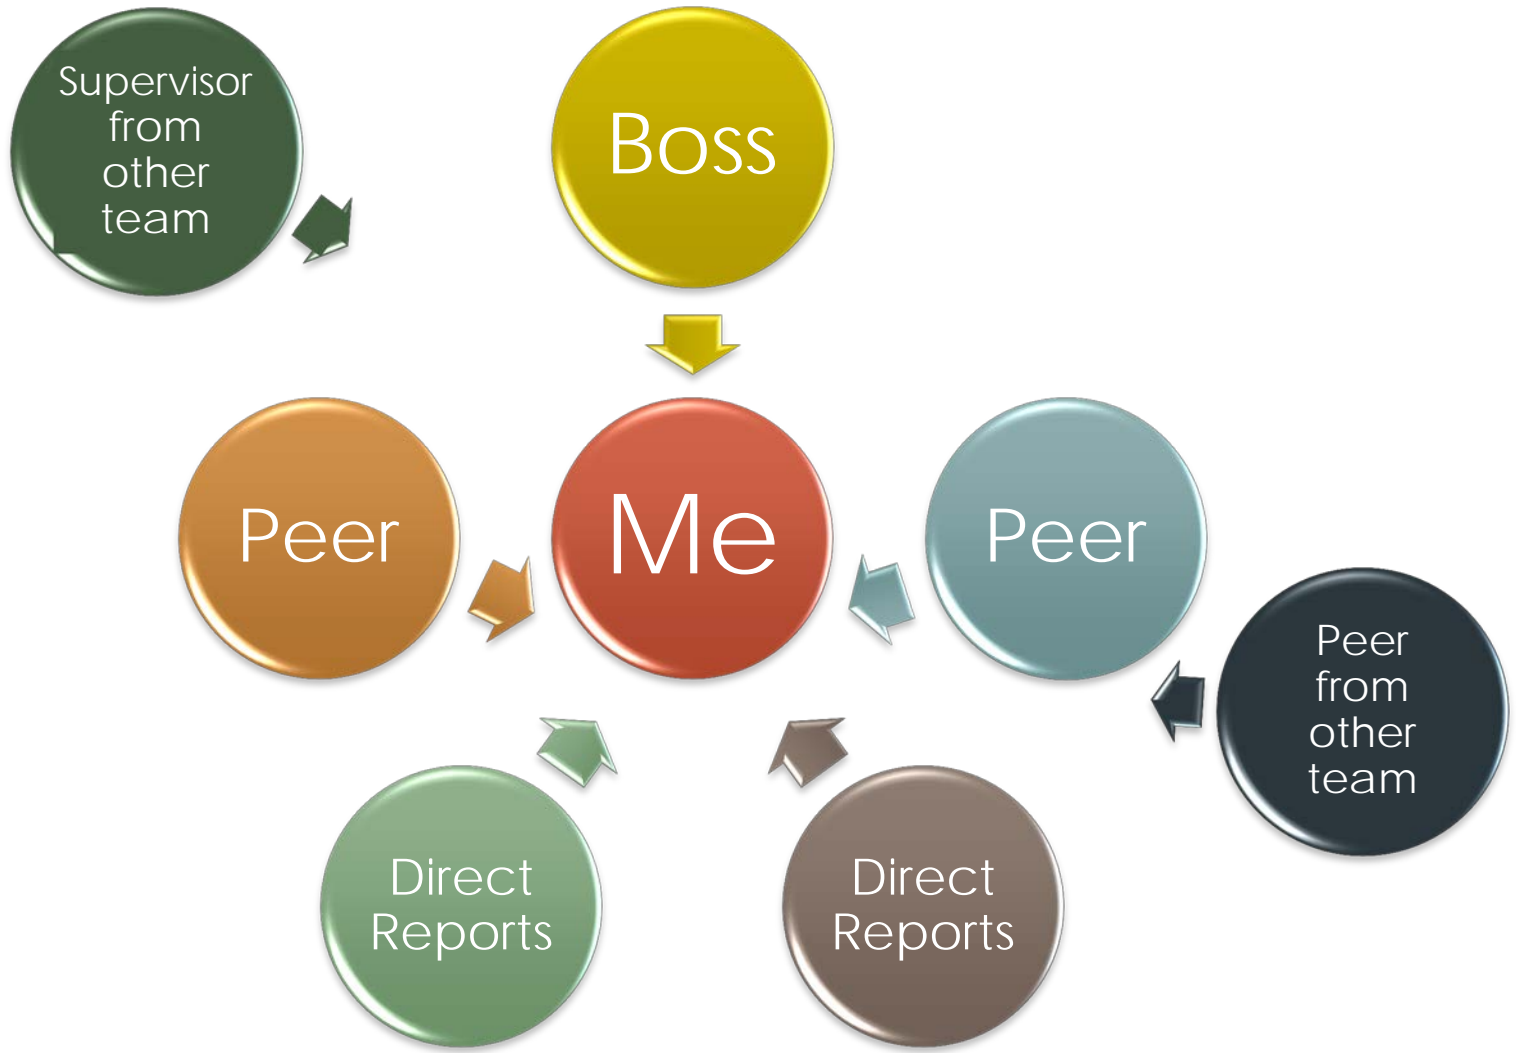 Supervisor
from
other
team
Boss
Peer
Me
Peer
Peer
from
other
team
Direct
Reports
Direct
Reports